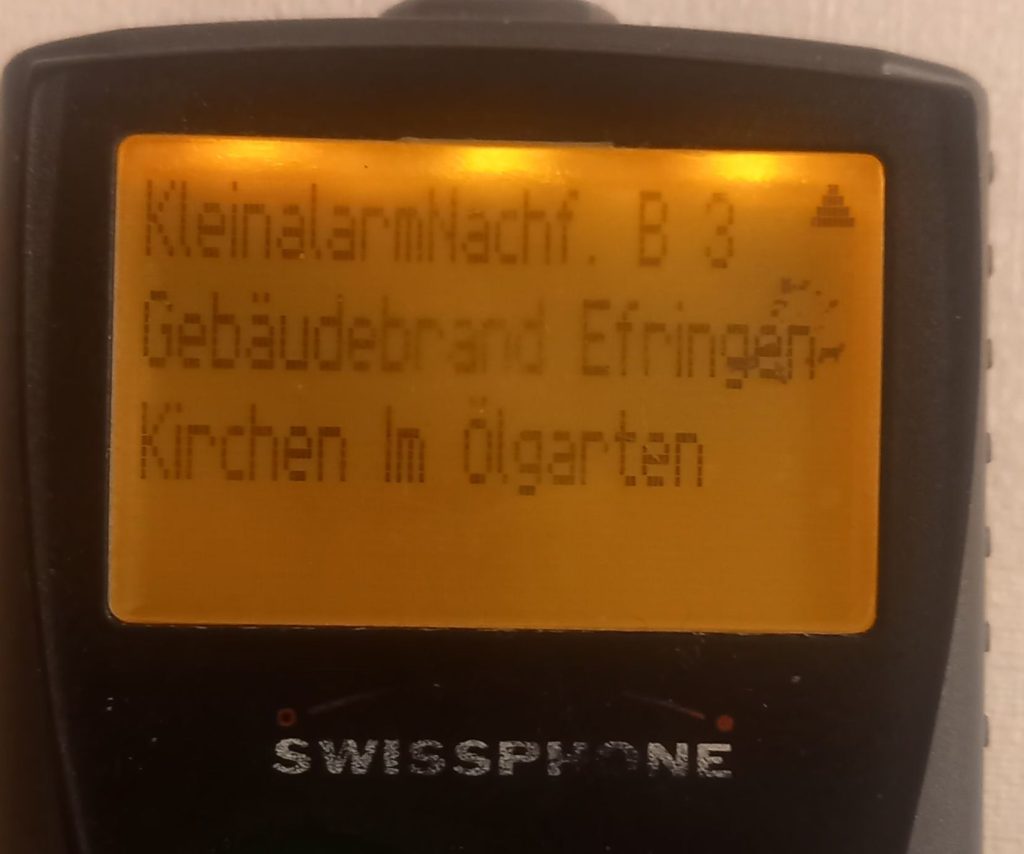 KleinalarmNachf. B 3
Gebäudebrand Efringen-
Kirchen Im Ölgarten
SWISSPHONE